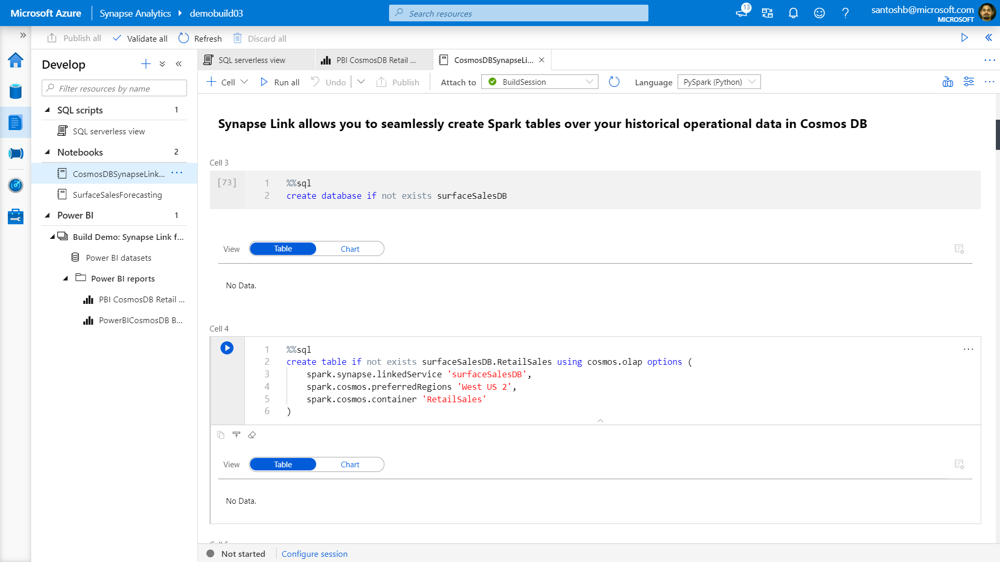 Microsoft Azure
Synapse Analytics
demobuild03
Search resources
13
santoshb@microsoft.com
MICROSOFT
Publish all
Validate all
Refresh
Discard all
Develop
Filter resources by name
SQL scripts 1
SQL serverless view
Notebooks 2
CosmosDBSynapseLink... ...
SurfaceSalesForecasting
Power BI 1
Build Demo: Synapse Link f...
Power BI datasets
Power BI reports
PBI CosmosDB Retail ...
PowerBICosmosDB B...
SQL serverless view
PBI CosmosDB Retail ...
CosmosDBSynapseLi...
Cell
Run all
Undo
Publish
Attach to
BuildSession
Language
PySpark (Python)
Synapse Link allows you to seamlessly create Spark tables over your historical operational data in Cosmos DB
Cell 3
[73]
1 %%sql
2 create database if not exists surfaceSalesDB
View Table Chart
No Data.
Cell 4
1 %%sql
2 create table if not exists surfaceSalesDB.RetailSales using cosmos.olap options (
3 spark.synapse.linkedService 'surfaceSalesDB',
4 spark.cosmos.preferredRegions 'West US 2',
5 spark.cosmos.container 'RetailSales'
6 )
View Table Chart
No Data.
Not started
Configure session